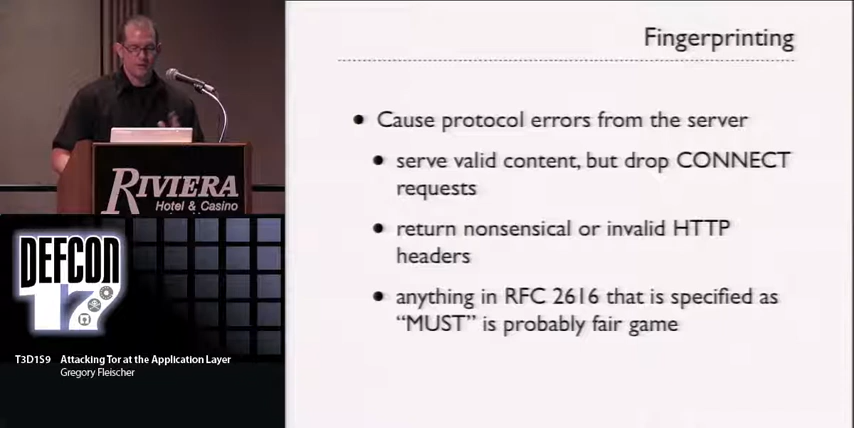 Fingerprinting
• Cause protocol errors from the server
• serve valid content, but drop CONNECT
requests
• return nonsensical or invalid HTTP
headers
• anything in RFC 2616 that is specified as
“MUST” is probably fair game
RIVIERA
Hotel & Casino
DEFCON
17
T3D1S9 Attacking Tor at the Application Layer
Gregory Fleischer